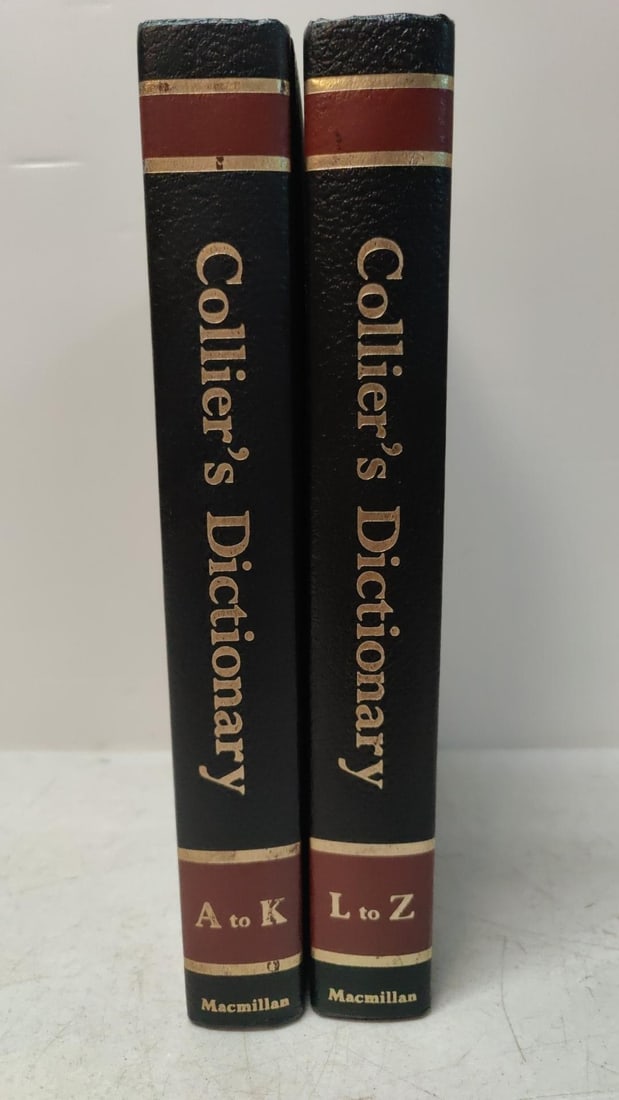 Collier's Dictionary
A to K
Macmillan
Collier's Dictionary
L to Z
Macmillan